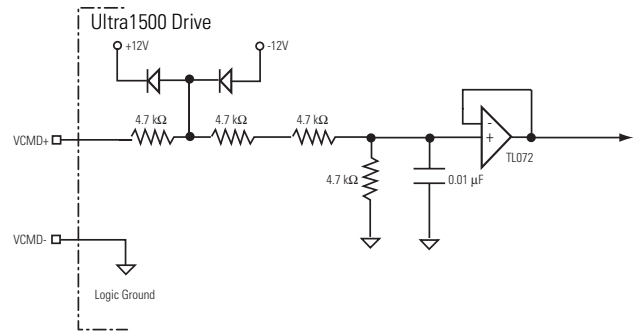 Ultra1500 Drive
+12V
-12V
4.7 kΩ
4.7 kΩ
4.7 kΩ
VCMD+
-
+
TL072
4.7 kΩ
0.01 μF
VCMD-
Logic Ground